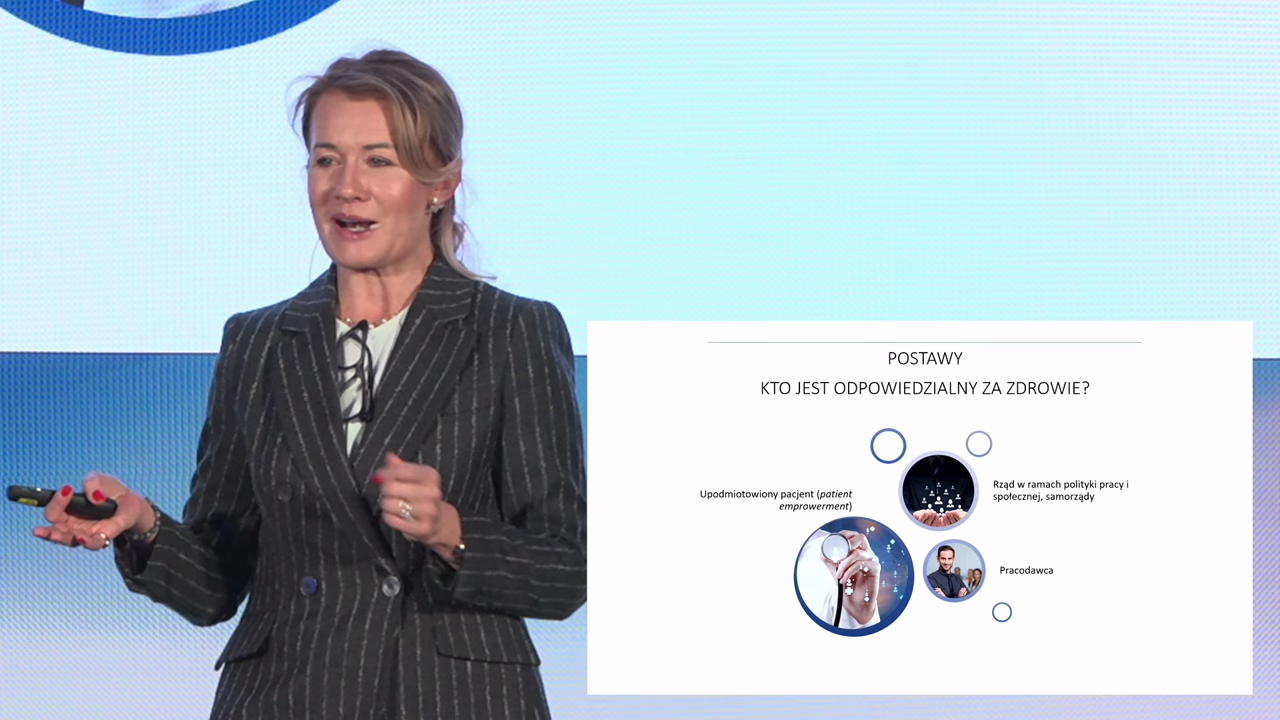 POSTAWY
KTO JEST ODPOWIEDZIALNY ZA ZDROWIE?
Upodmiotowiony pacjent (patient
emprowerment)
Rząd w ramach polityki pracy i
społecznej, samorządy
Pracodawca